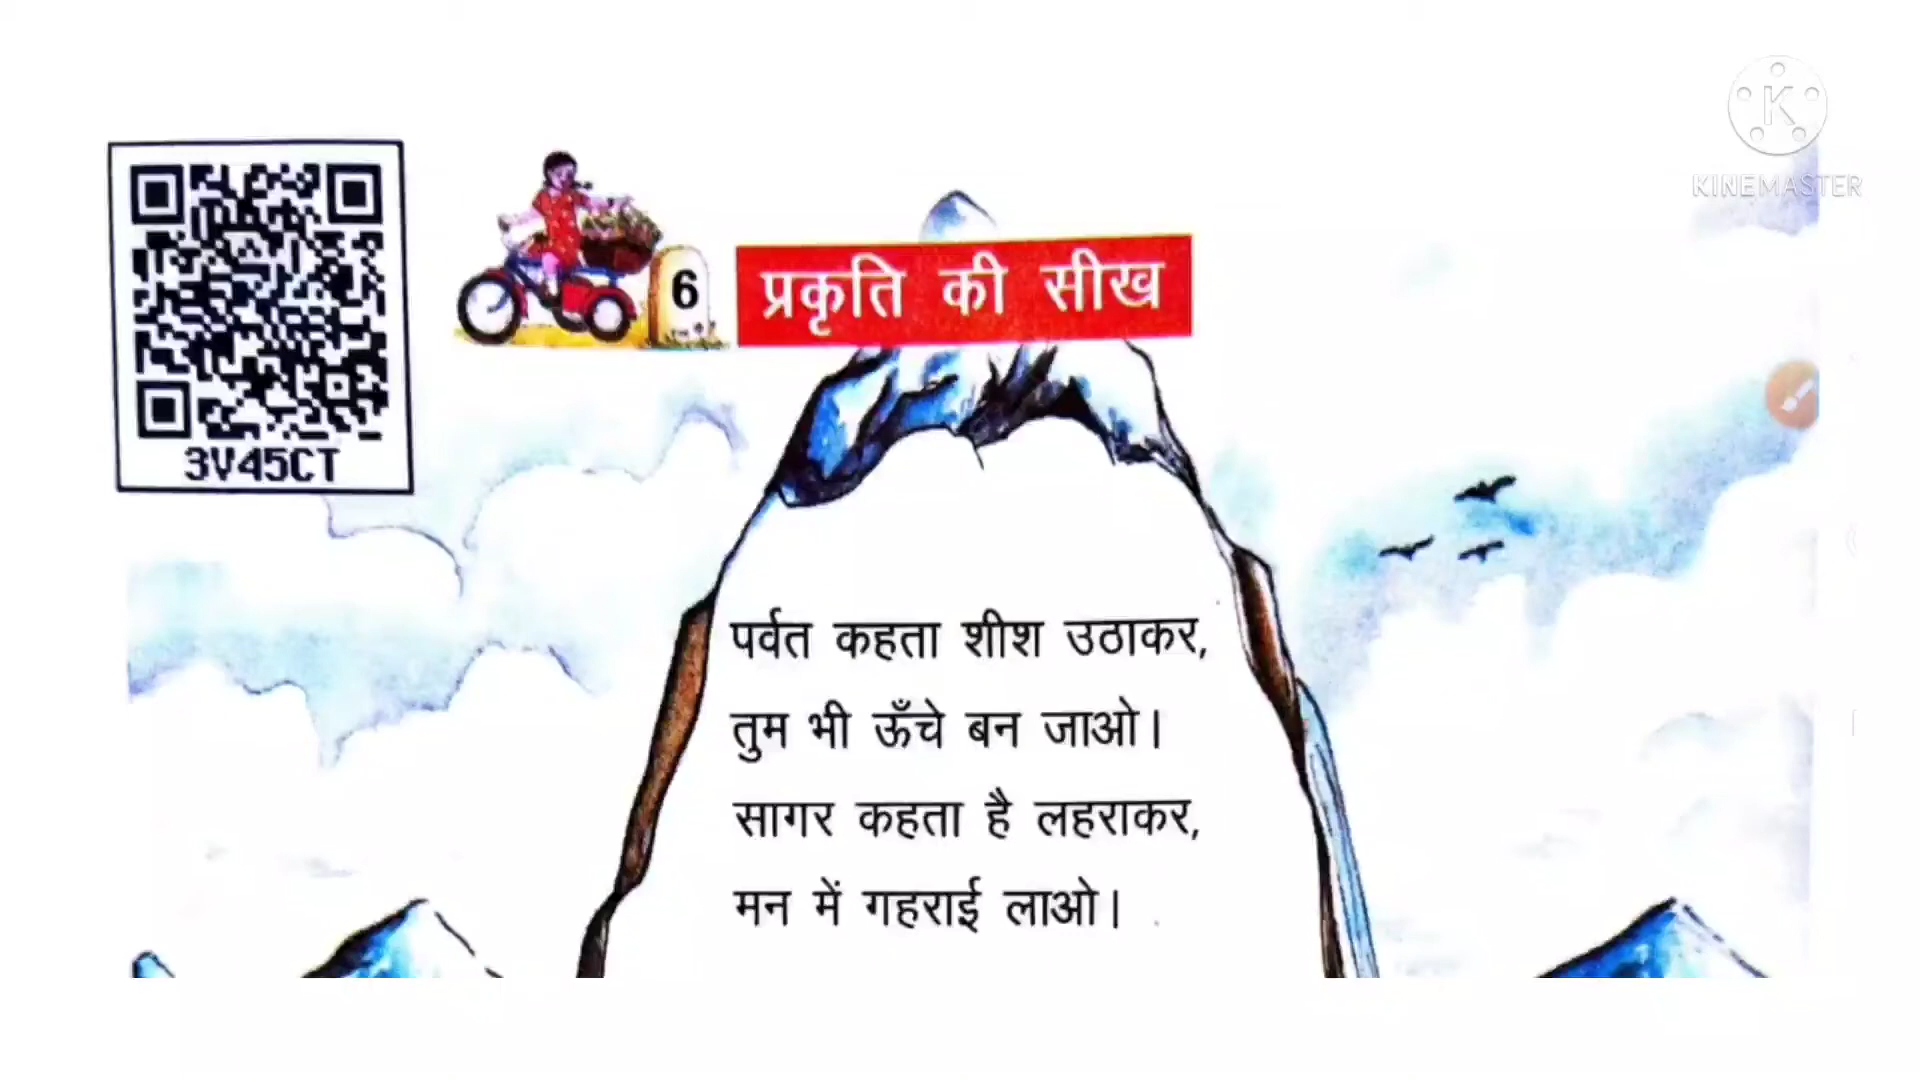 KINEMASTER
3V45CT
6
प्रकृति की सीख
पर्वत कहता शीश उठाकर,
तुम भी ऊँचे बन जाओ।
सागर कहता है लहराकर,
मन में गहराई लाओ।